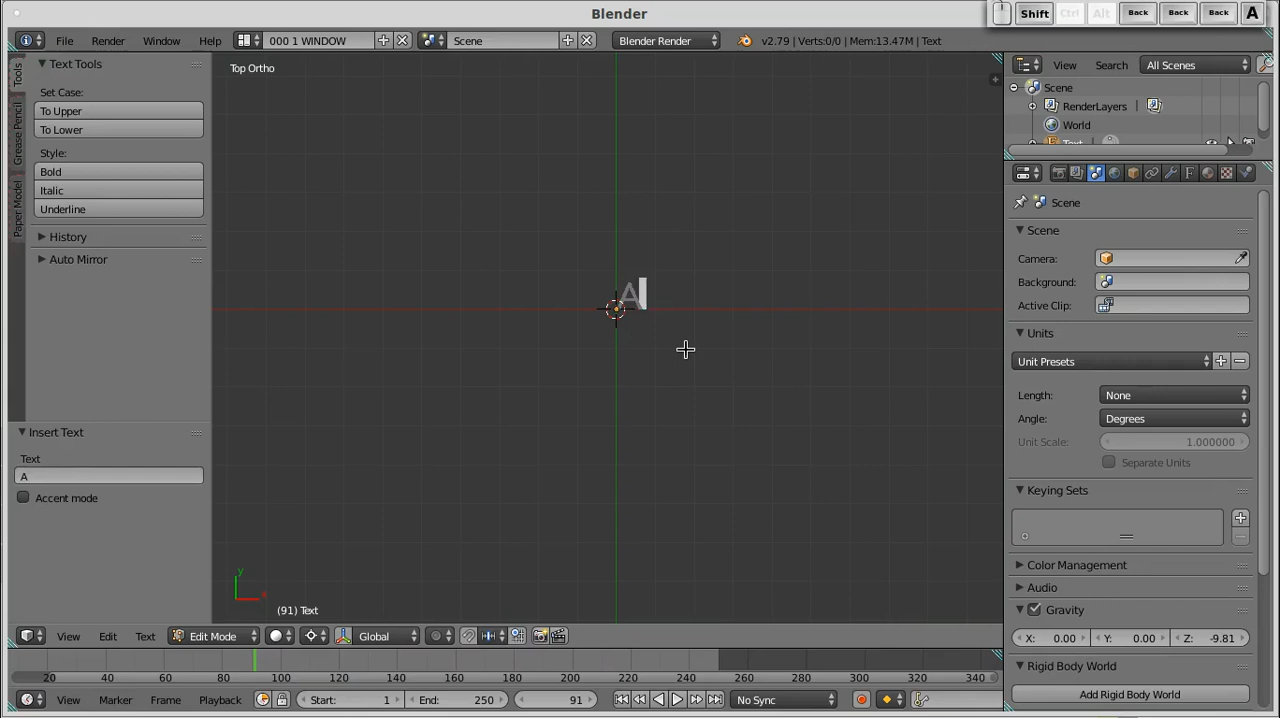 Blender
Shift Ctrl Alt Back Back Back A
File Render Window Help 000 1 WINDOW Scene Blender Render v2.79 | Verts:0/0 | Mem:13.47M | Text
Tools
Grease Pencil
Paper Model
Text Tools
Set Case:
To Upper
To Lower
Style:
Bold
Italic
Underline
History
Auto Mirror
Insert Text
Text
A
Accent mode
Top Ortho
A
y
(91) Text
View Edit Text Edit Mode Global
20 40 60 80 100 120 140 160 180 200 220 240 260 280 300 320 340
View Marker Frame Playback Start: 1 End: 250 91 No Sync
View Search All Scenes
Scene
RenderLayers
World
Text
Scene
Scene
Camera:
Background:
Active Clip:
Units
Unit Presets
Length: None
Angle: Degrees
Unit Scale: 1.000000
Separate Units
Keying Sets
Color Management
Audio
Gravity
X: 0.00 Y: 0.00 Z: -9.81
Rigid Body World
Add Rigid Body World